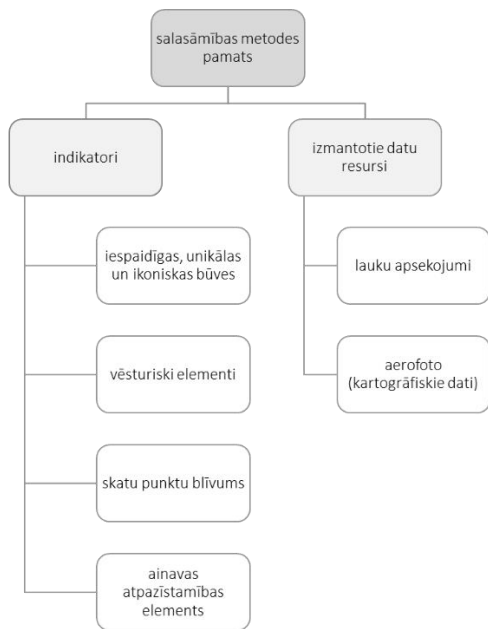 salasāmības metodes
pamats
indikatori
iespaidīgas, unikālas
un ikoniskas būves
vēsturiski elementi
skatu punktu blīvums
ainavas
atpazīstamības
elements
izmantotie datu
resursi
lauku apsekojumi
aerofoto
(kartogrāfiskie dati)